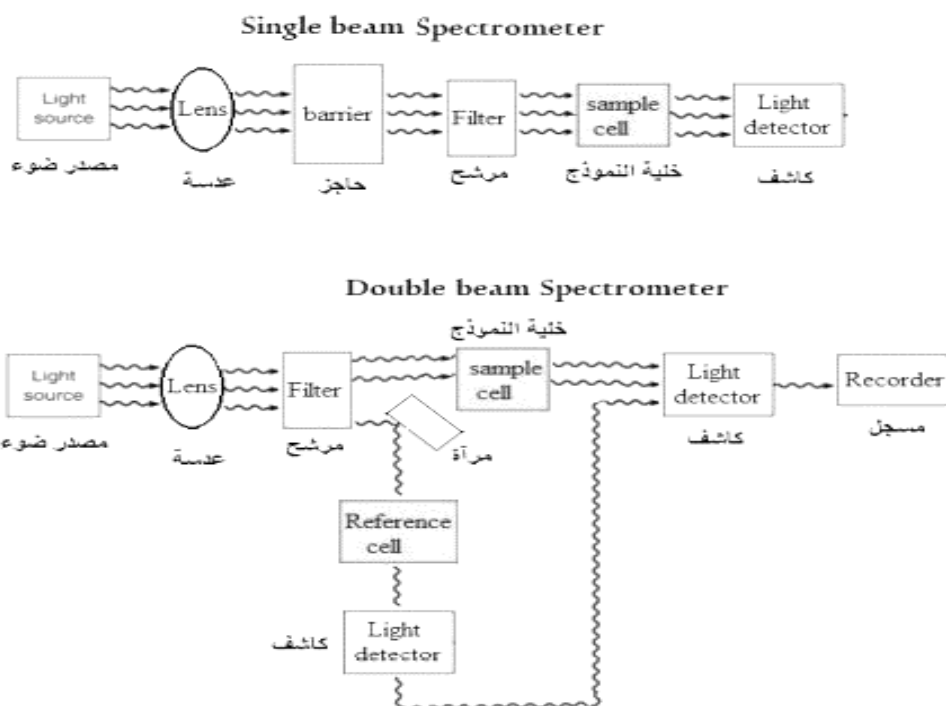 Single beam Spectrometer
Light
source
Lens
barrier
Filter
sample
cell
Light
detector
مصدر ضوء
عدسة
حاجز
مرشح
خلية النموذج
كاشف
Double beam Spectrometer
خلية النموذج
Light
source
Lens
Filter
sample
cell
Light
detector
Recorder
مصدر ضوء
عدسة
مرشح
مرآة
كاشف
مسجل
Reference
cell
كاشف
Light
detector